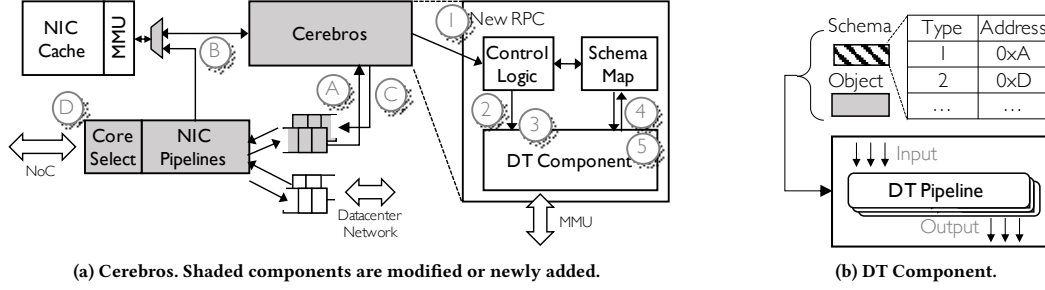 NIC
Cache
MMU
B
Cerebros
A
C
D
Core
Select
NIC
Pipelines
NoC
Datacenter
Network
1
New RPC
Control
Logic
Schema
Map
2
3
4
5
DT Component
MMU
(a) Cerebros. Shaded components are modified or newly added.
Schema
Object
Type Address
1 0xA
2 0xD
... ...
Input
DT Pipeline
Output
(b) DT Component.